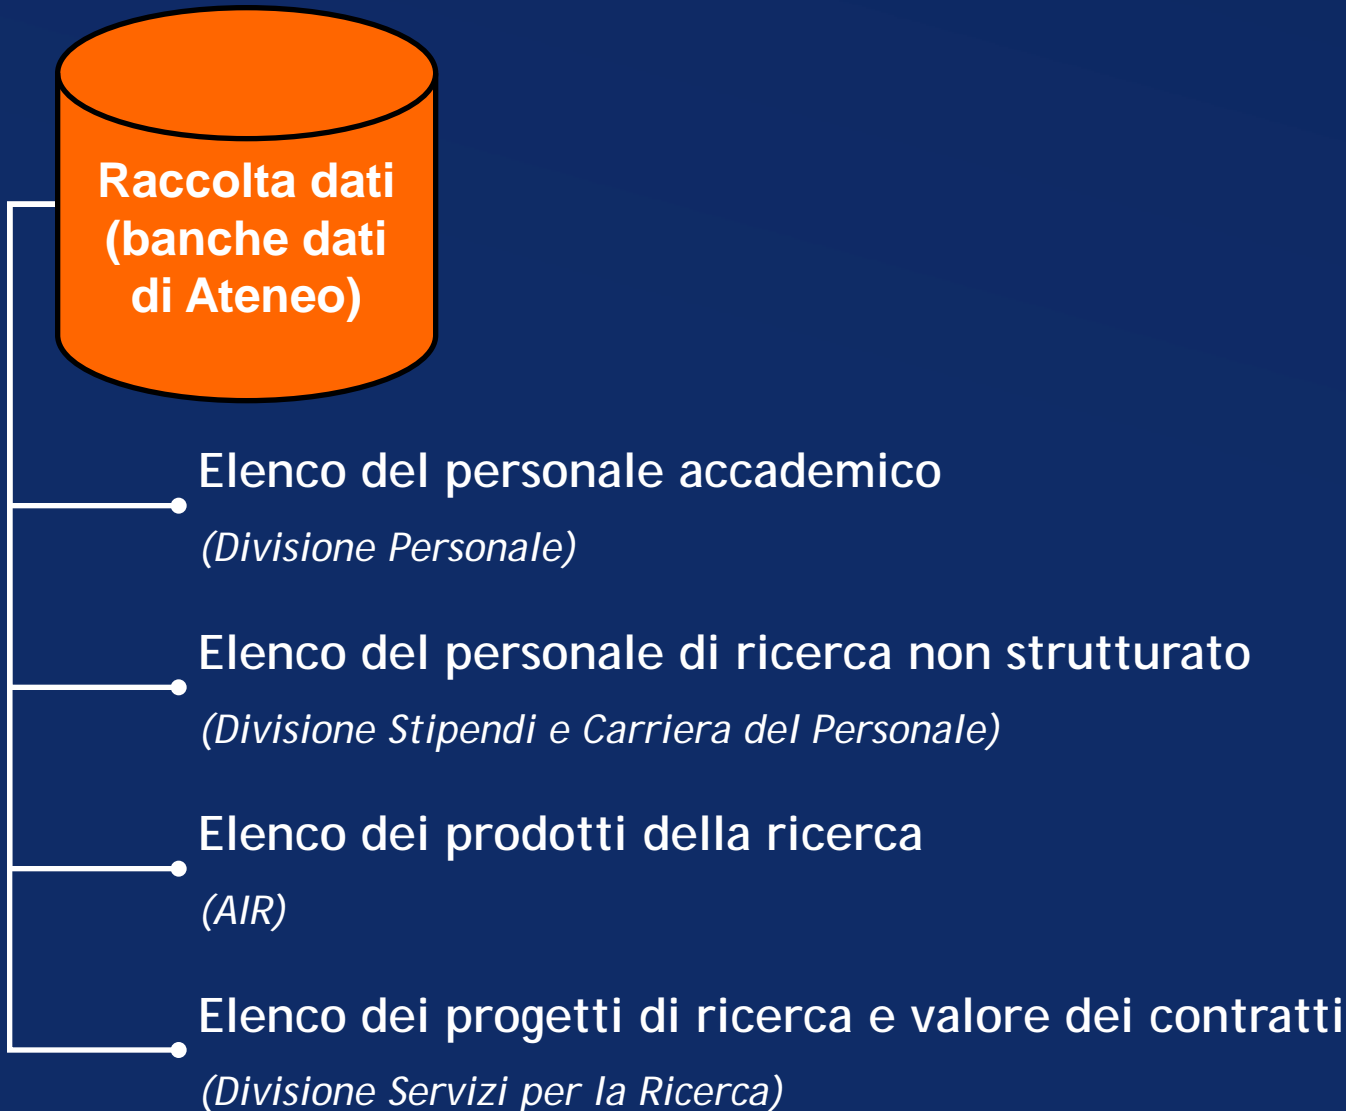 Raccolta dati
(banche dati
di Ateneo)
Elenco del personale accademico
(Divisione Personale)
Elenco del personale di ricerca non strutturato
(Divisione Stipendi e Carriera del Personale)
Elenco dei prodotti della ricerca
(AIR)
Elenco dei progetti di ricerca e valore dei contratti
(Divisione Servizi per la Ricerca)